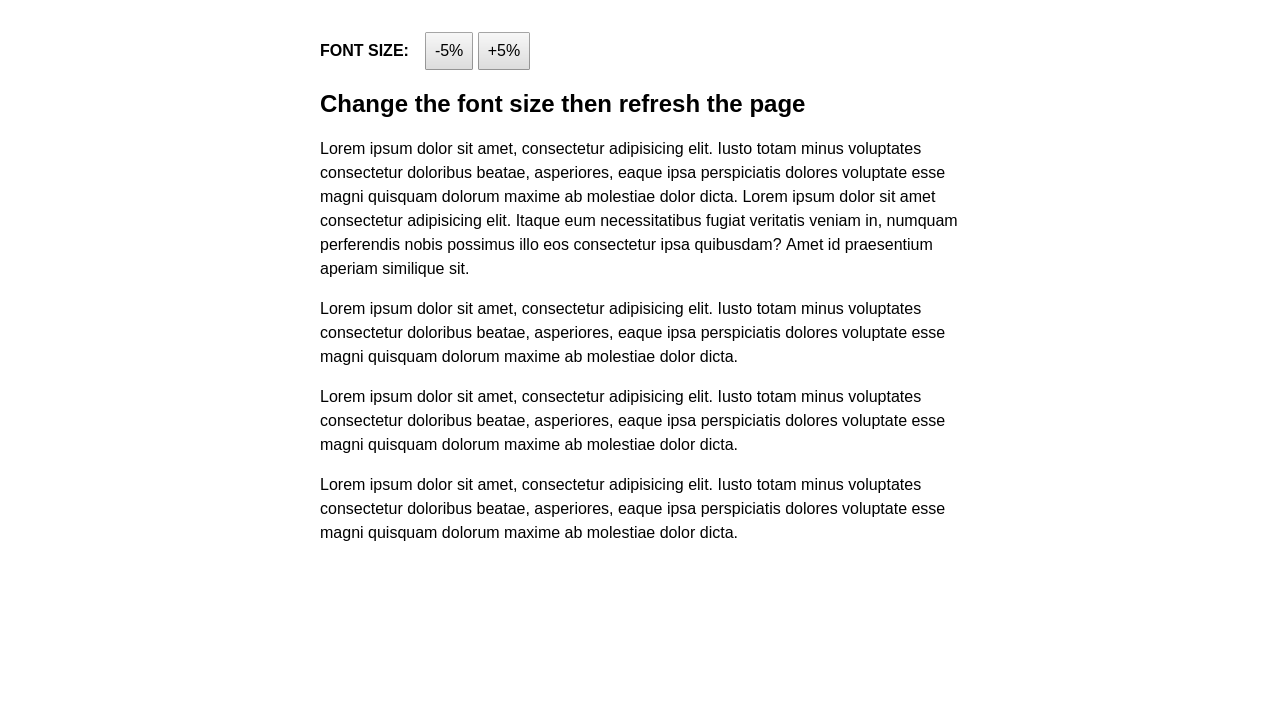 FONT SIZE: -5% +5%
Change the font size then refresh the page
Lorem ipsum dolor sit amet, consectetur adipisicing elit. Iusto totam minus voluptates
consectetur doloribus beatae, asperiores, eaque ipsa perspiciatis dolores voluptate esse
magni quisquam dolorum maxime ab molestiae dolor dicta. Lorem ipsum dolor sit amet
consectetur adipisicing elit. Itaque eum necessitatibus fugiat veritatis veniam in, numquam
perferendis nobis possimus illo eos consectetur ipsa quibusdam? Amet id praesentium
aperiam similique sit.
Lorem ipsum dolor sit amet, consectetur adipisicing elit. Iusto totam minus voluptates
consectetur doloribus beatae, asperiores, eaque ipsa perspiciatis dolores voluptate esse
magni quisquam dolorum maxime ab molestiae dolor dicta.
Lorem ipsum dolor sit amet, consectetur adipisicing elit. Iusto totam minus voluptates
consectetur doloribus beatae, asperiores, eaque ipsa perspiciatis dolores voluptate esse
magni quisquam dolorum maxime ab molestiae dolor dicta.
Lorem ipsum dolor sit amet, consectetur adipisicing elit. Iusto totam minus voluptates
consectetur doloribus beatae, asperiores, eaque ipsa perspiciatis dolores voluptate esse
magni quisquam dolorum maxime ab molestiae dolor dicta.